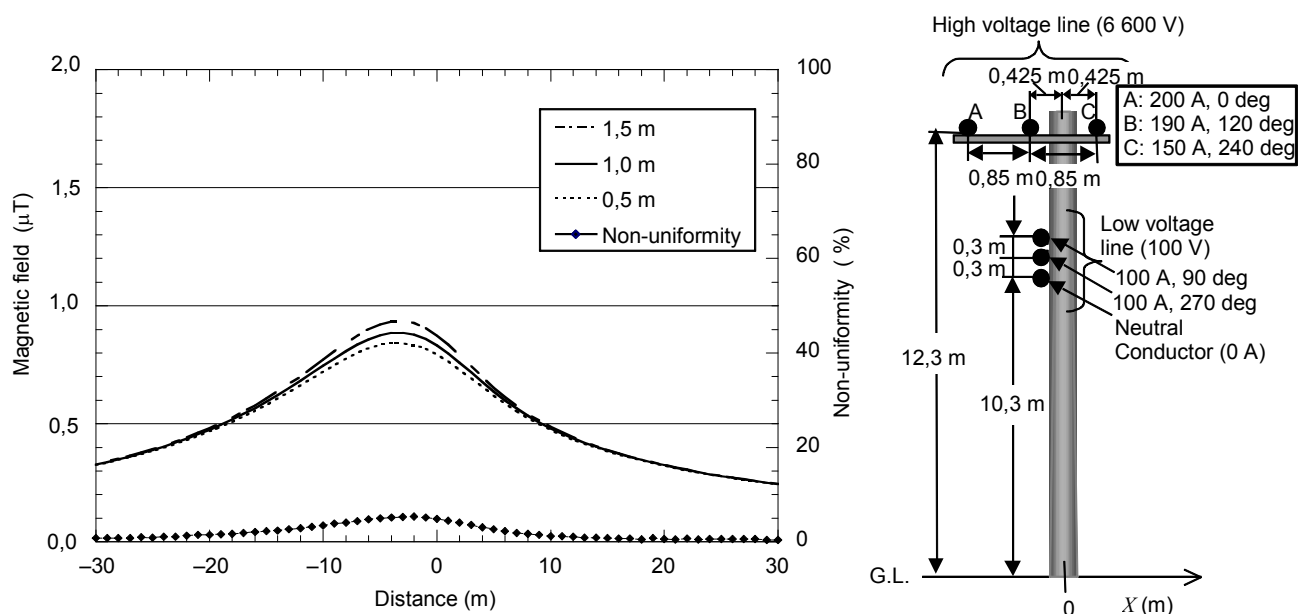 2,0
1,5
1,0
0,5
0,0
Magnetic field (μT)
100
80
60
40
20
0
Non-uniformity ( %)
1,5 m
1,0 m
0,5 m
Non-uniformity
–30
–20
–10
0
10
20
30
Distance (m)
High voltage line (6 600 V)
0,425 m
0,425 m
A
B
C
A: 200 A, 0 deg
B: 190 A, 120 deg
C: 150 A, 240 deg
0,85 m
0,85 m
Low voltage
line (100 V)
0,3 m
0,3 m
100 A, 90 deg
100 A, 270 deg
Neutral
Conductor (0 A)
12,3 m
10,3 m
G.L.
0
X (m)